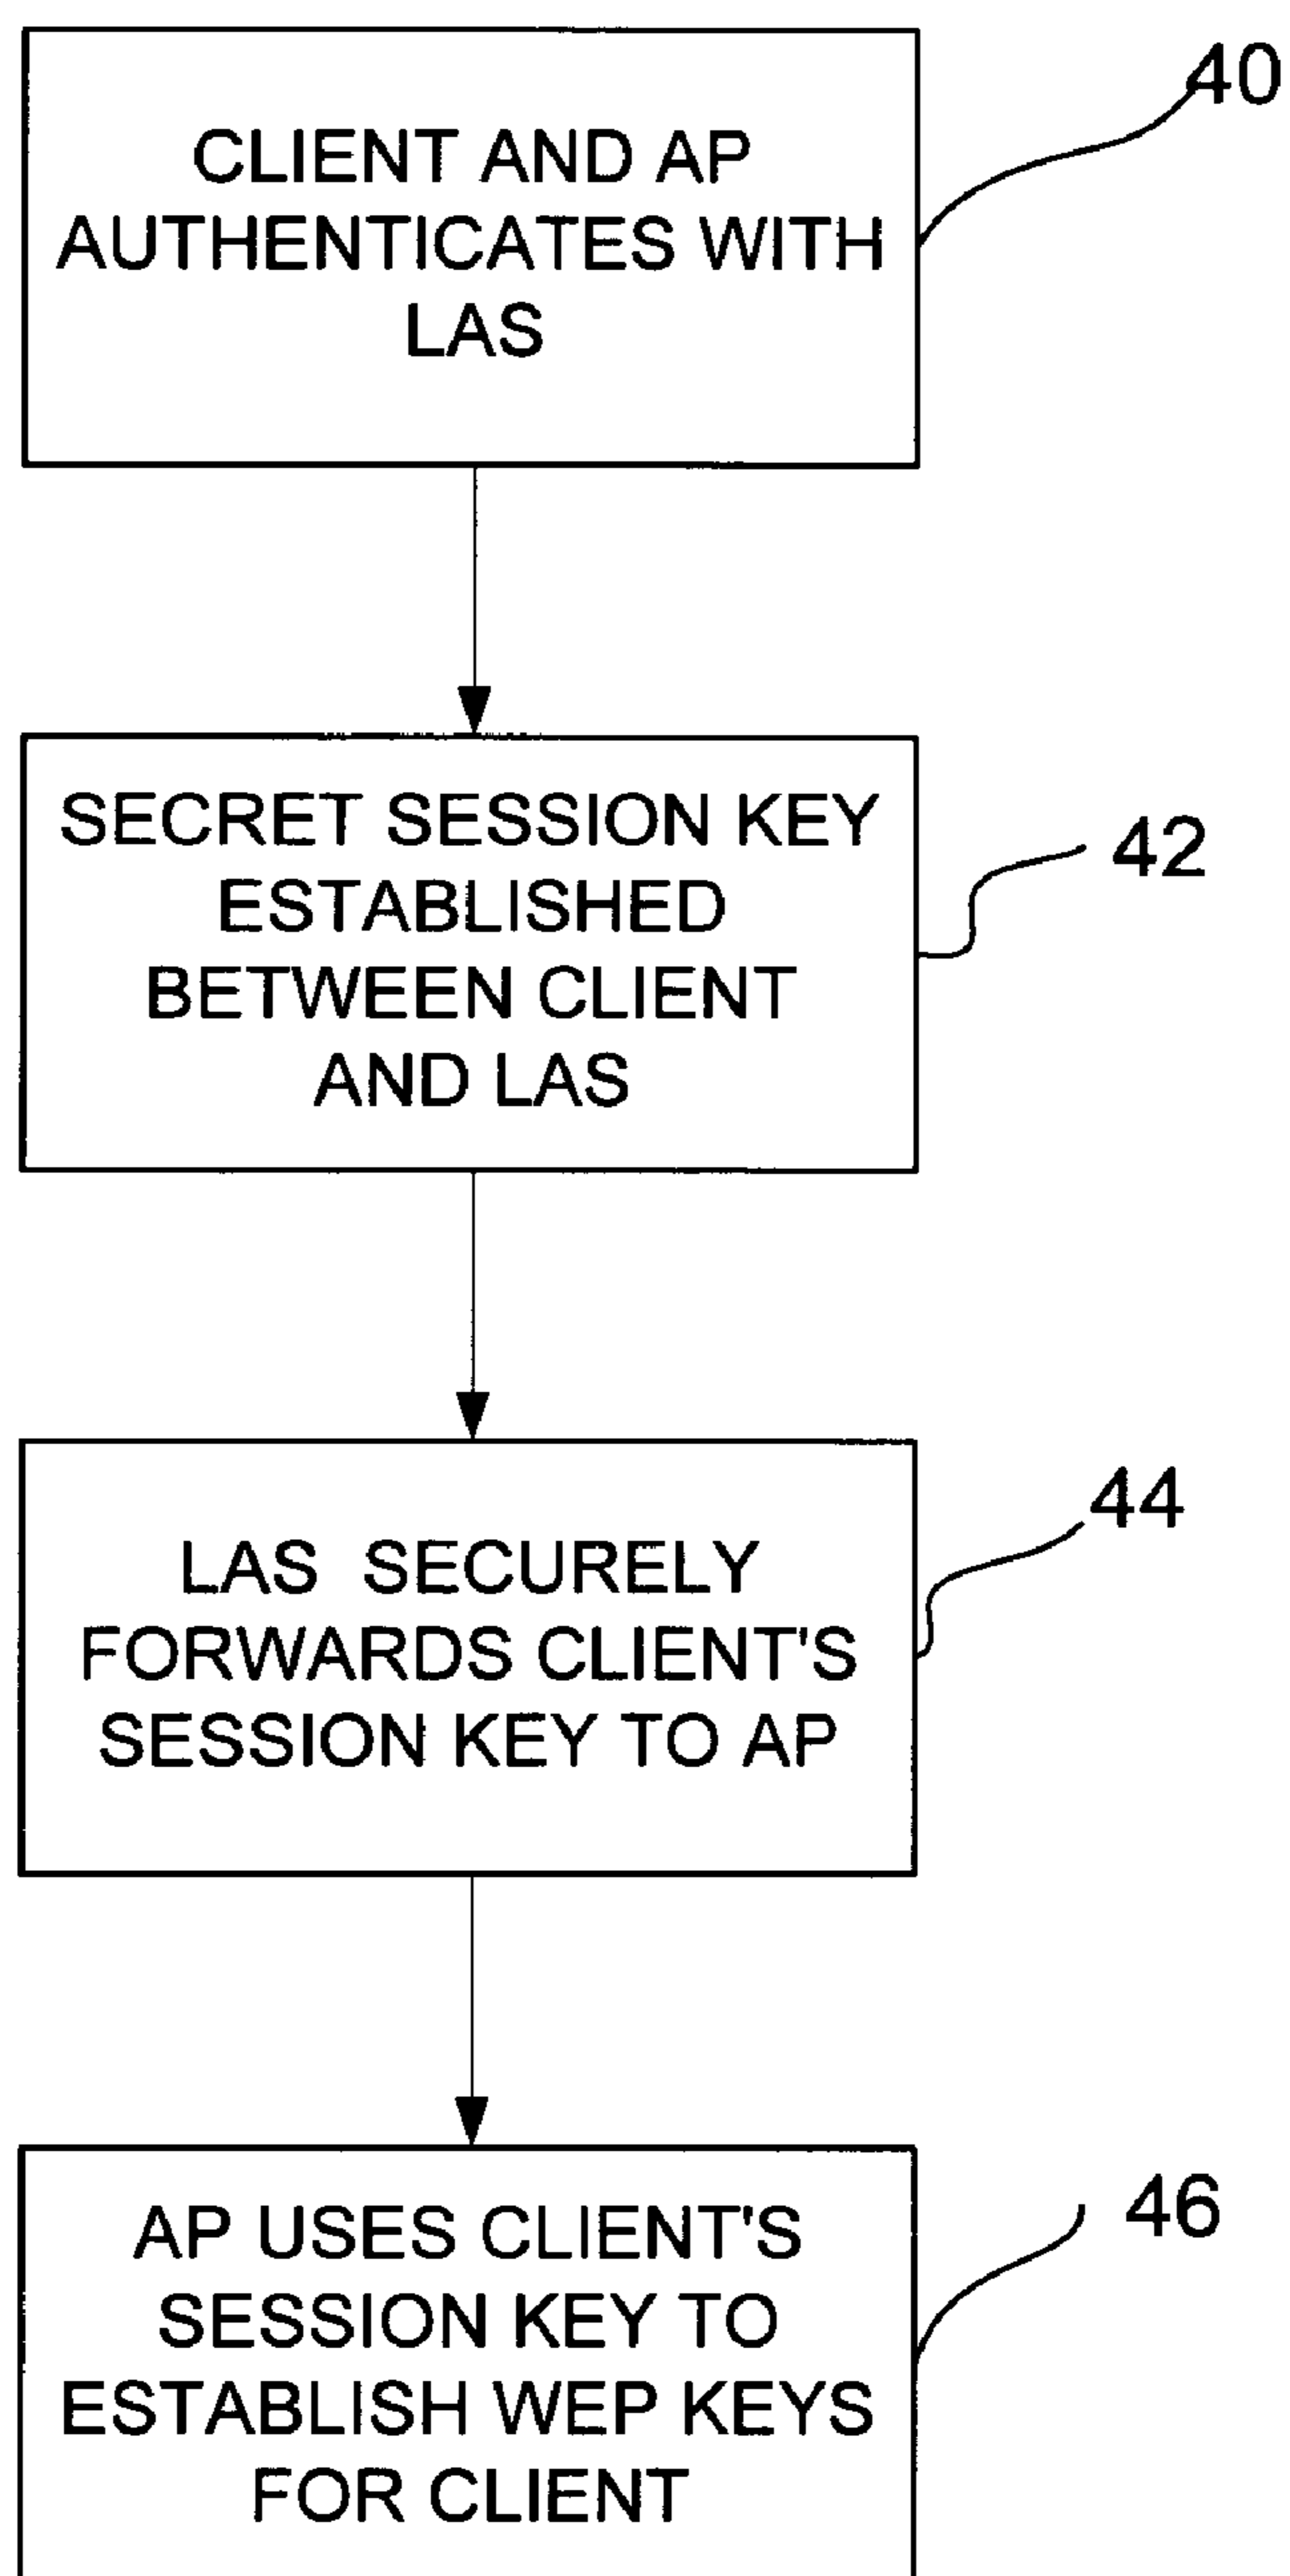 40
CLIENT AND AP
AUTHENTICATES WITH
LAS
SECRET SESSION KEY
ESTABLISHED
BETWEEN CLIENT
AND LAS
42
LAS SECURELY
FORWARDS CLIENT'S
SESSION KEY TO AP
44
AP USES CLIENT'S
SESSION KEY TO
ESTABLISH WEP KEYS
FOR CLIENT
46